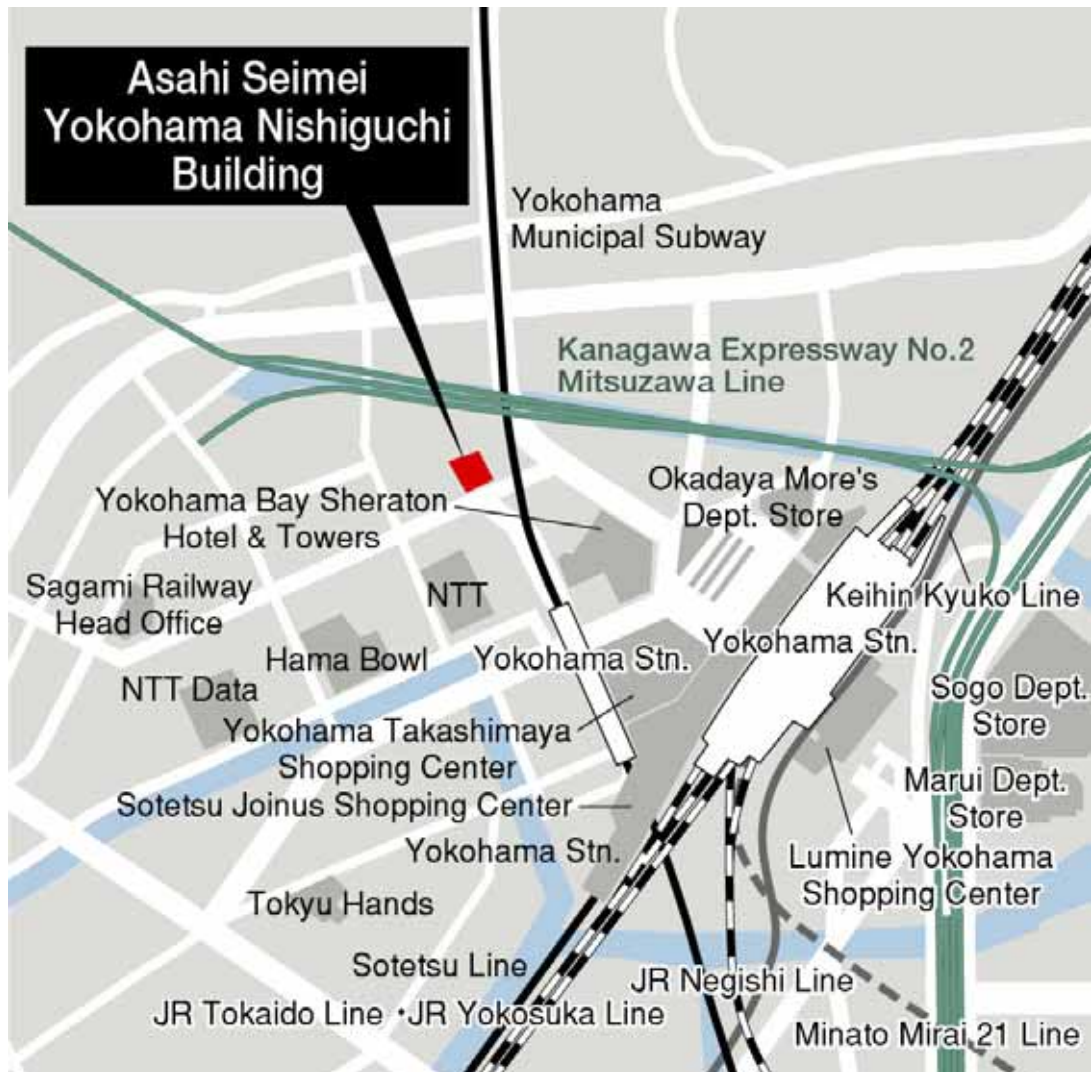 Asahi Seimei
Yokohama Nishiguchi
Building
Yokohama
Municipal Subway
Kanagawa Expressway No.2
Mitsuzawa Line
Okadaya More's
Dept. Store
Yokohama Bay Sheraton
Hotel & Towers
Sagami Railway
Head Office
NTT
Keihin Kyuko Line
Hama Bowl
Yokohama Stn.
Yokohama Stn.
NTT Data
Sogo Dept.
Store
Yokohama Takashimaya
Shopping Center
Marui Dept.
Store
Sotetsu Joinus Shopping Center
Yokohama Stn.
Lumine Yokohama
Shopping Center
Tokyu Hands
Sotetsu Line
JR Negishi Line
JR Tokaido Line ・JR Yokosuka Line
Minato Mirai 21 Line